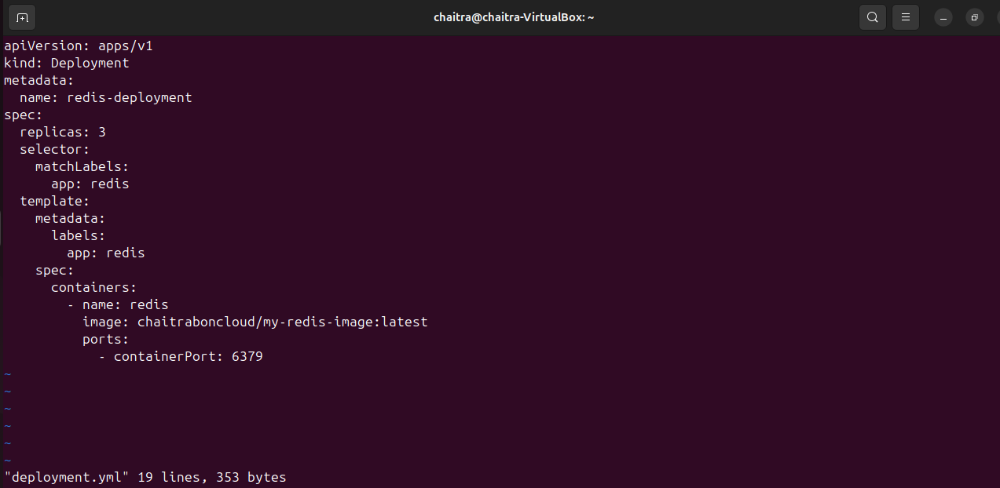 chaitra@chaitra-VirtualBox: ~
apiVersion: apps/v1
kind: Deployment
metadata:
  name: redis-deployment
spec:
  replicas: 3
  selector:
    matchLabels:
      app: redis
  template:
    metadata:
      labels:
        app: redis
    spec:
      containers:
        - name: redis
          image: chaitraboncloud/my-redis-image:latest
          ports:
            - containerPort: 6379
~
~
~
~
~
~
"deployment.yml" 19 lines, 353 bytes